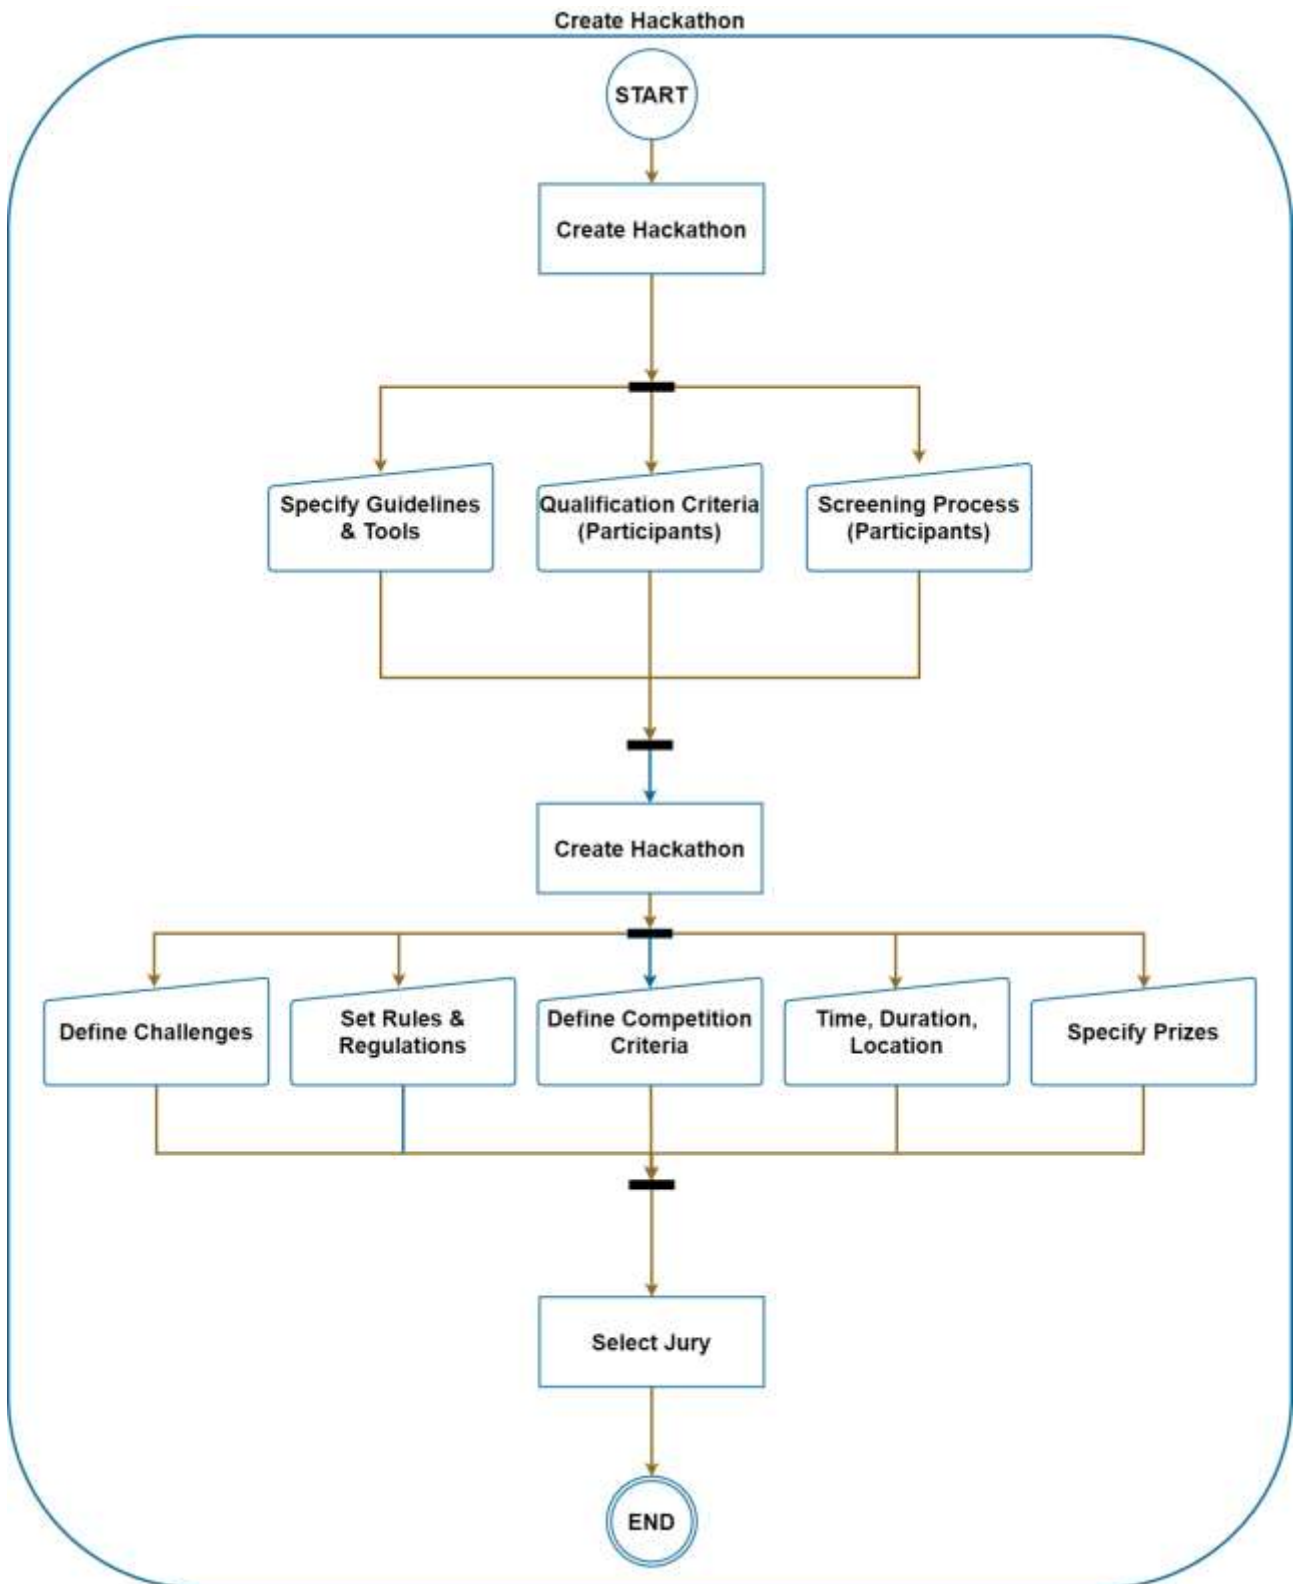 Create Hackathon
START
Create Hackathon
Specify Guidelines
& Tools
Qualification Criteria
(Participants)
Screening Process
(Participants)
Create Hackathon
Define Challenges
Set Rules &
Regulations
Define Competition
Criteria
Time, Duration,
Location
Specify Prizes
Select Jury
END